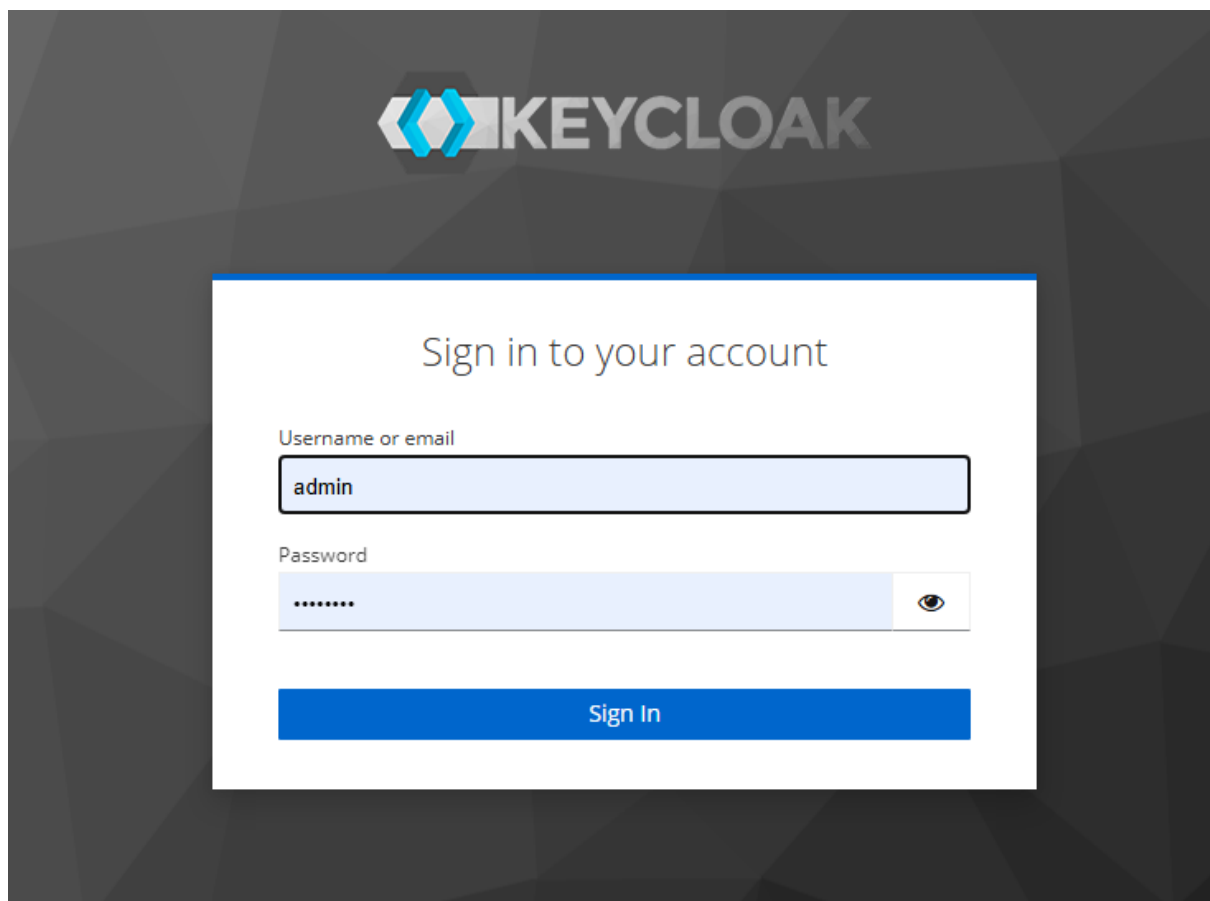 KEYCLOAK
Sign in to your account
Username or email
admin
Password
••••••••
Sign In